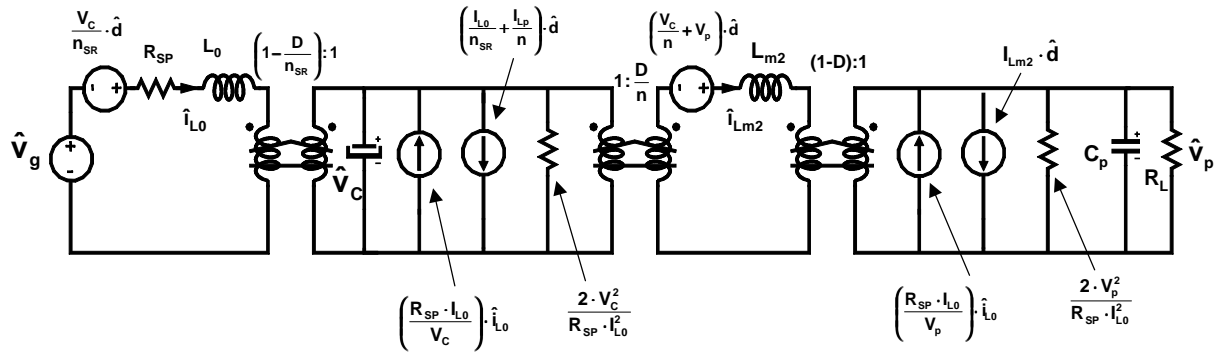 V_C/n_SR · d̂
R_SP
L_0
(1 − D/n_SR):1
(I_L0/n_SR + I_Lp/n) · d̂
(V_C/n + V_p) · d̂
L_m2
(1-D):1
I_Lm2 · d̂
1:D/n
î_L0
î_Lm2
v̂_g
v̂_C
C_p
R_L
v̂_p
(R_SP · I_L0/V_C) · î_L0
2 · V_C^2/R_SP · I_L0^2
(R_SP · I_L0/V_p) · î_L0
2 · V_p^2/R_SP · I_L0^2